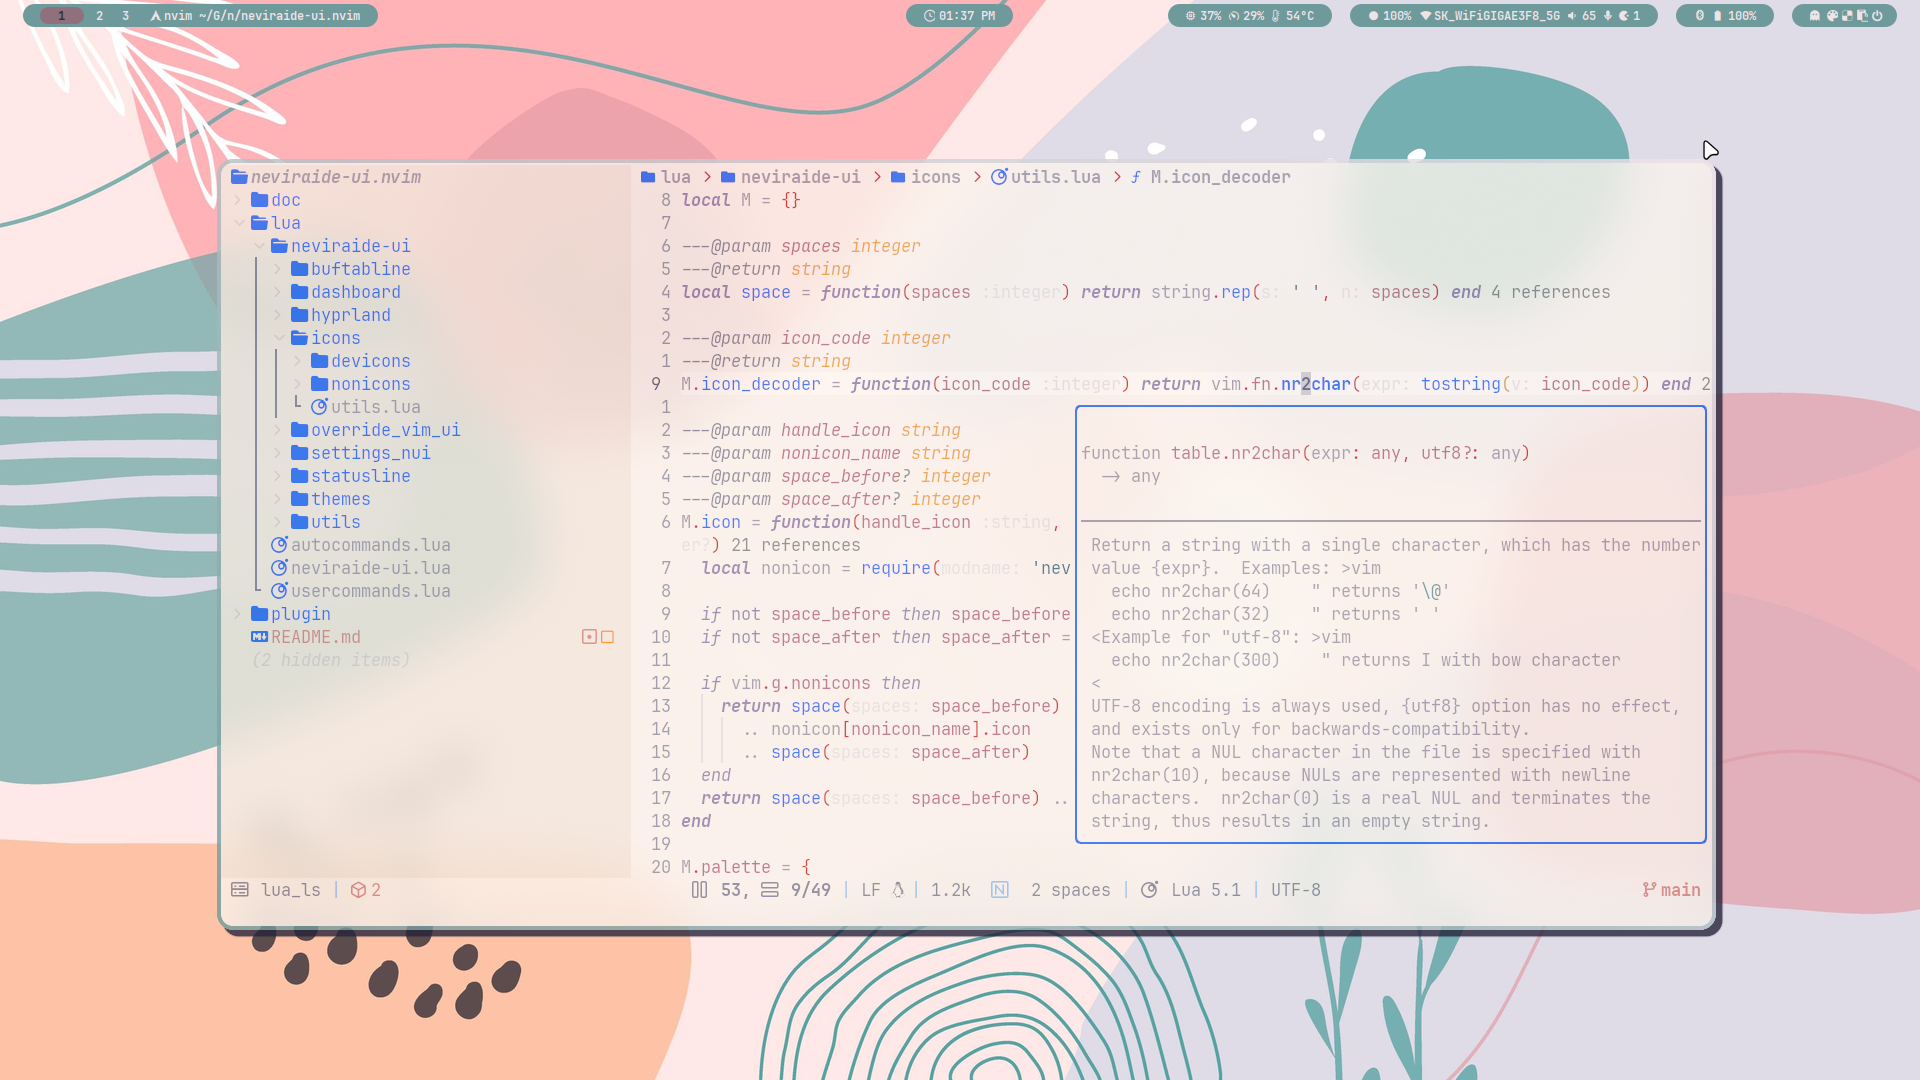 1 2 3 nvim ~/G/n/neviraide-ui.nvim
01:37 PM
37% 29% 54°C
100% SK_WiFiGIGAE3F8_5G 65 1
100%
neviraide-ui.nvim
doc
lua
neviraide-ui
buftabline
dashboard
hyprland
icons
devicons
nonicons
utils.lua
override_vim_ui
settings_nui
statusline
themes
utils
autocommands.lua
neviraide-ui.lua
usercommands.lua
plugin
README.md
(2 hidden items)
lua > neviraide-ui > icons > utils.lua > ƒ M.icon_decoder
8 local M = {}
7
6 ---@param spaces integer
5 ---@return string
4 local space = function(spaces :integer) return string.rep(s: ' ', n: spaces) end 4 references
3
2 ---@param icon_code integer
1 ---@return string
9 M.icon_decoder = function(icon_code :integer) return vim.fn.nr2char(expr: tostring(v: icon_code)) end 2
1
2 ---@param handle_icon string
3 ---@param nonicon_name string
4 ---@param space_before? integer
5 ---@param space_after? integer
6 M.icon = function(handle_icon :string,
er?) 21 references
7 local nonicon = require(modname: 'nev
8
9 if not space_before then space_before
10 if not space_after then space_after =
11
12 if vim.g.nonicons then
13 return space(spaces: space_before)
14 .. nonicon[nonicon_name].icon
15 .. space(spaces: space_after)
16 end
17 return space(spaces: space_before) ..
18 end
19
20 M.palette = {
function table.nr2char(expr: any, utf8?: any)
-> any
Return a string with a single character, which has the number
value {expr}.  Examples: >vim
echo nr2char(64)    " returns '\@'
echo nr2char(32)    " returns ' '
<Example for "utf-8": >vim
echo nr2char(300)    " returns I with bow character
<
UTF-8 encoding is always used, {utf8} option has no effect,
and exists only for backwards-compatibility.
Note that a NUL character in the file is specified with
nr2char(10), because NULs are represented with newline
characters.  nr2char(0) is a real NUL and terminates the
string, thus results in an empty string.
lua_ls | 2
53, 9/49 | LF | 1.2k N 2 spaces | Lua 5.1 | UTF-8
main